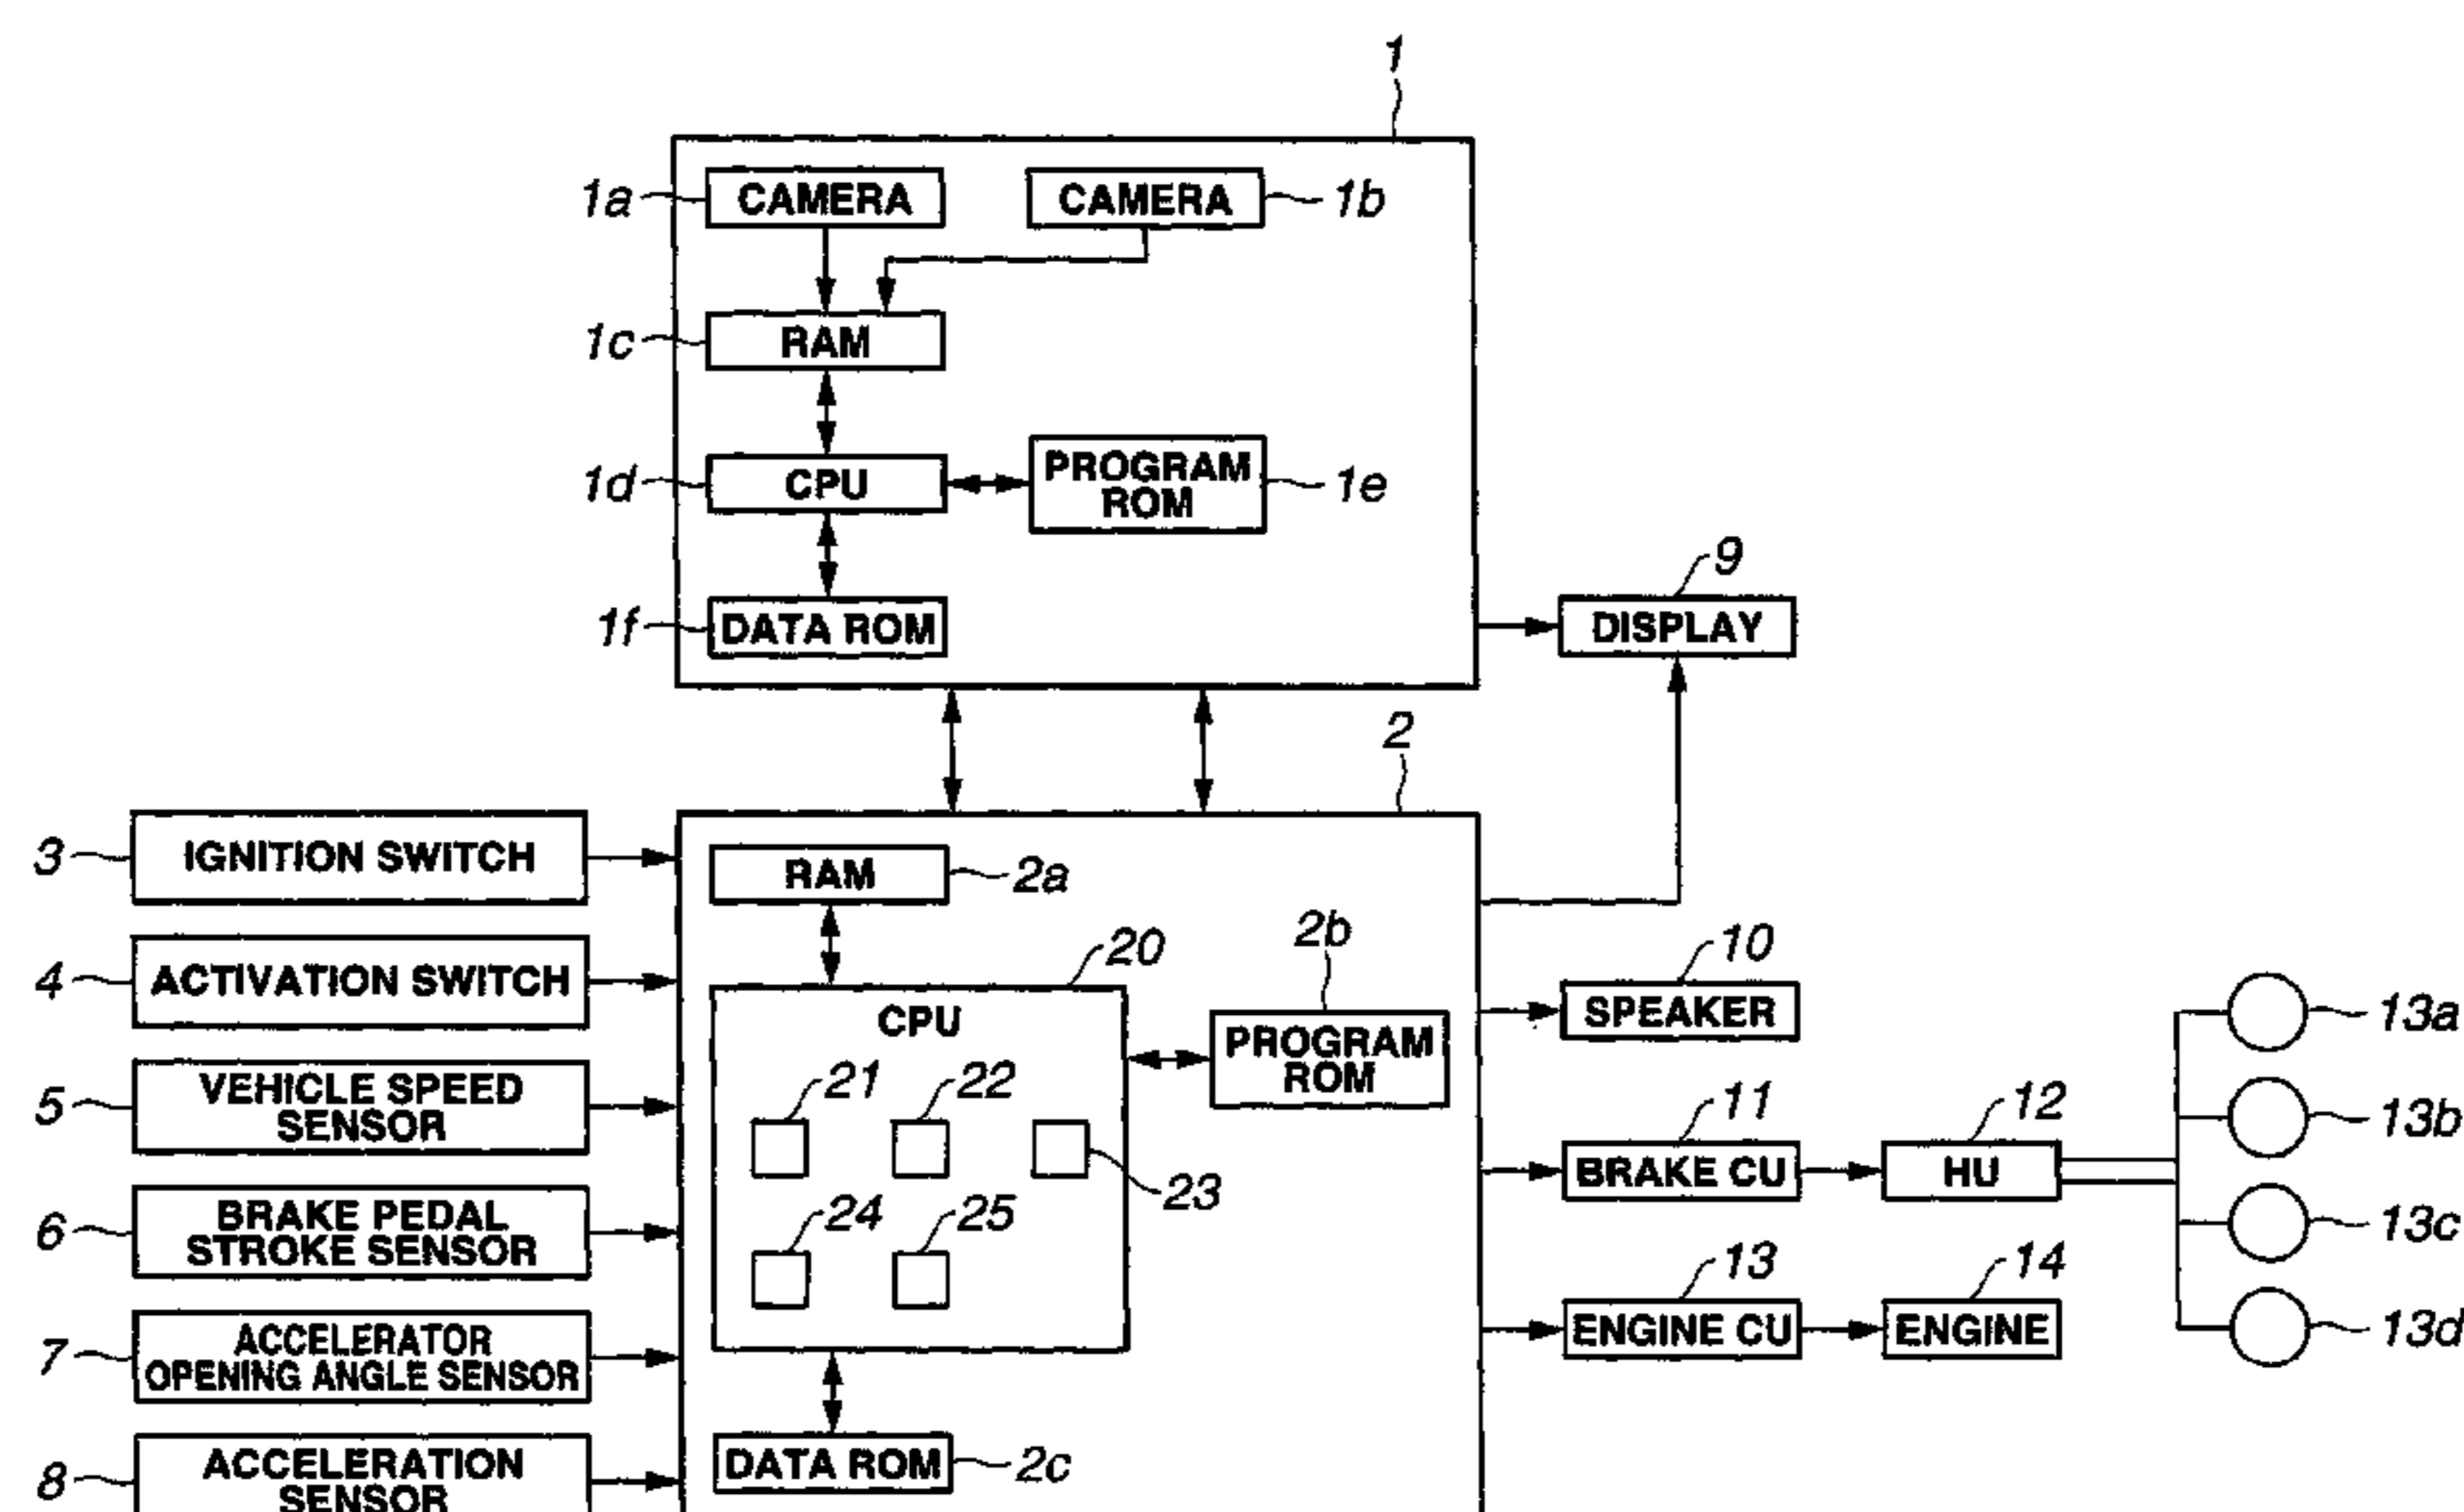 1
1a CAMERA CAMERA 1b
1c RAM
1d CPU PROGRAM 1e
ROM
1f DATA ROM
9
DISPLAY
2
3 IGNITION SWITCH
RAM 2a
4 ACTIVATION SWITCH
20
CPU
2b
PROGRAM
ROM
10
SPEAKER
5 VEHICLE SPEED
SENSOR
21 22 23
24 25
11 12
BRAKE CU HU
13a
13b
13c
13d
6 BRAKE PEDAL
STROKE SENSOR
13 14
ENGINE CU ENGINE
7 ACCELERATOR
OPENING ANGLE SENSOR
8 ACCELERATION
SENSOR
DATA ROM 2c